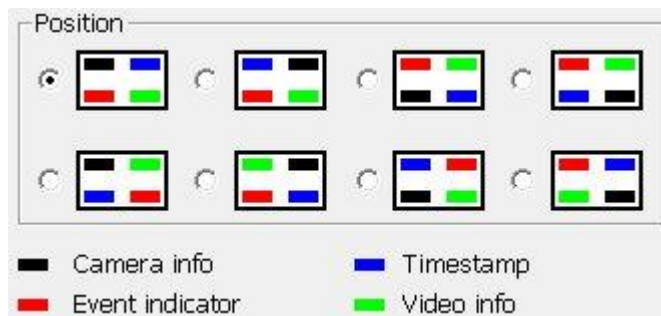 Position
Camera info
Timestamp
Event indicator
Video info